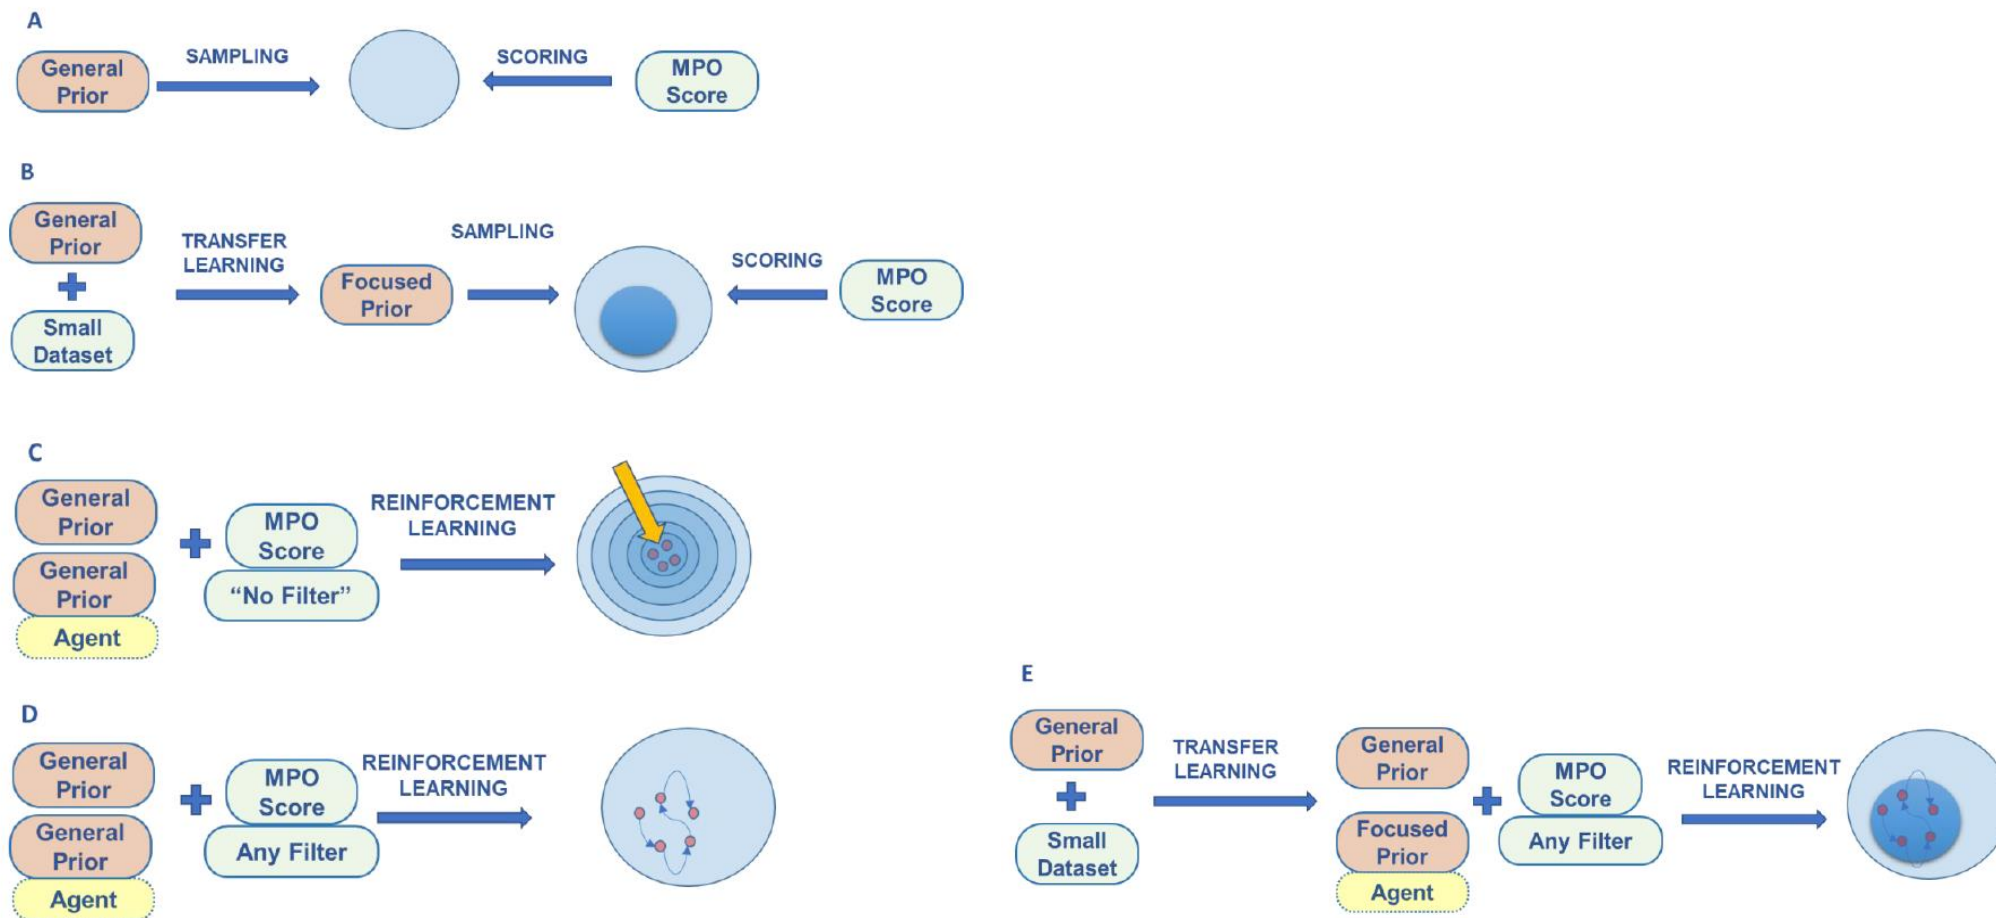 A
General
Prior
SAMPLING
SCORING
MPO
Score
B
General
Prior
Small
Dataset
TRANSFER
LEARNING
Focused
Prior
SAMPLING
SCORING
MPO
Score
C
General
Prior
General
Prior
Agent
MPO
Score
“No Filter”
REINFORCEMENT
LEARNING
D
General
Prior
General
Prior
Agent
MPO
Score
Any Filter
REINFORCEMENT
LEARNING
E
General
Prior
Small
Dataset
TRANSFER
LEARNING
General
Prior
Focused
Prior
Agent
MPO
Score
Any Filter
REINFORCEMENT
LEARNING